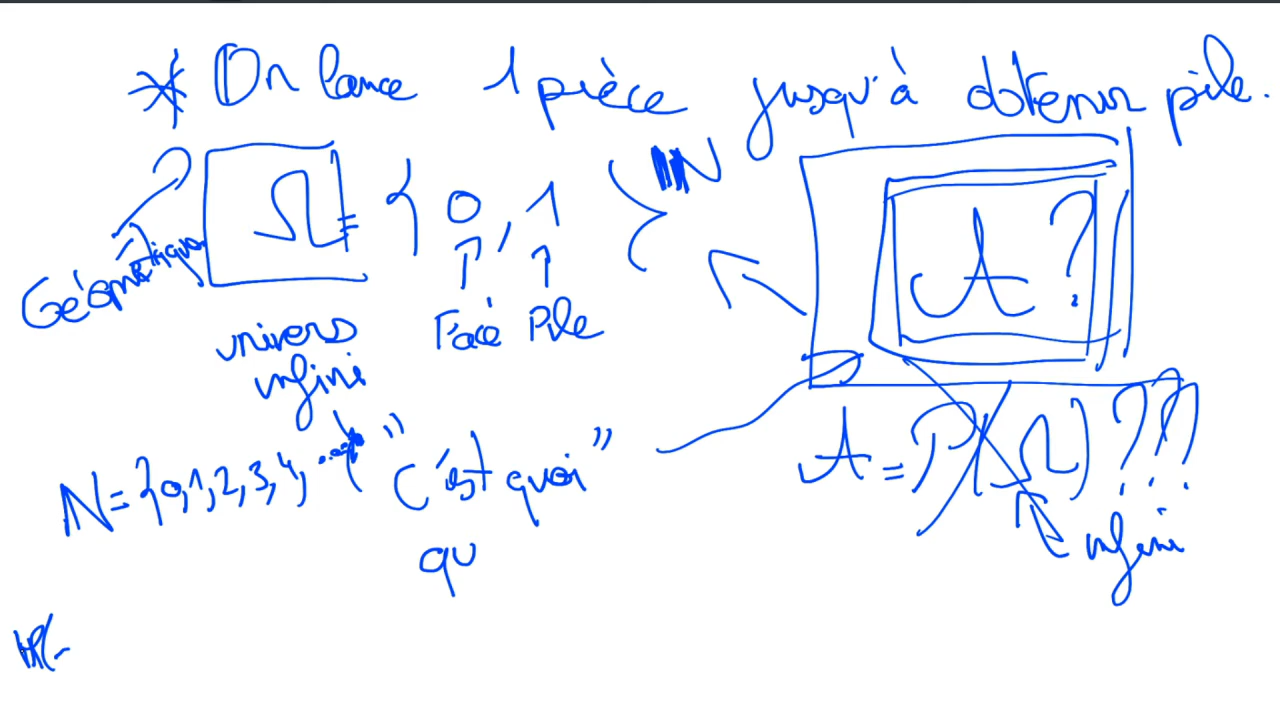 * On lance 1 pièce jusqu'à obtenir pile.
? Ω = { 0, 1 }ℕ
Géométrique
A ?
Face Pile
univers
infini
A = P(Ω) ???
N = {0,1,2,3,4, ...} "C'est quoi"
infini
qu